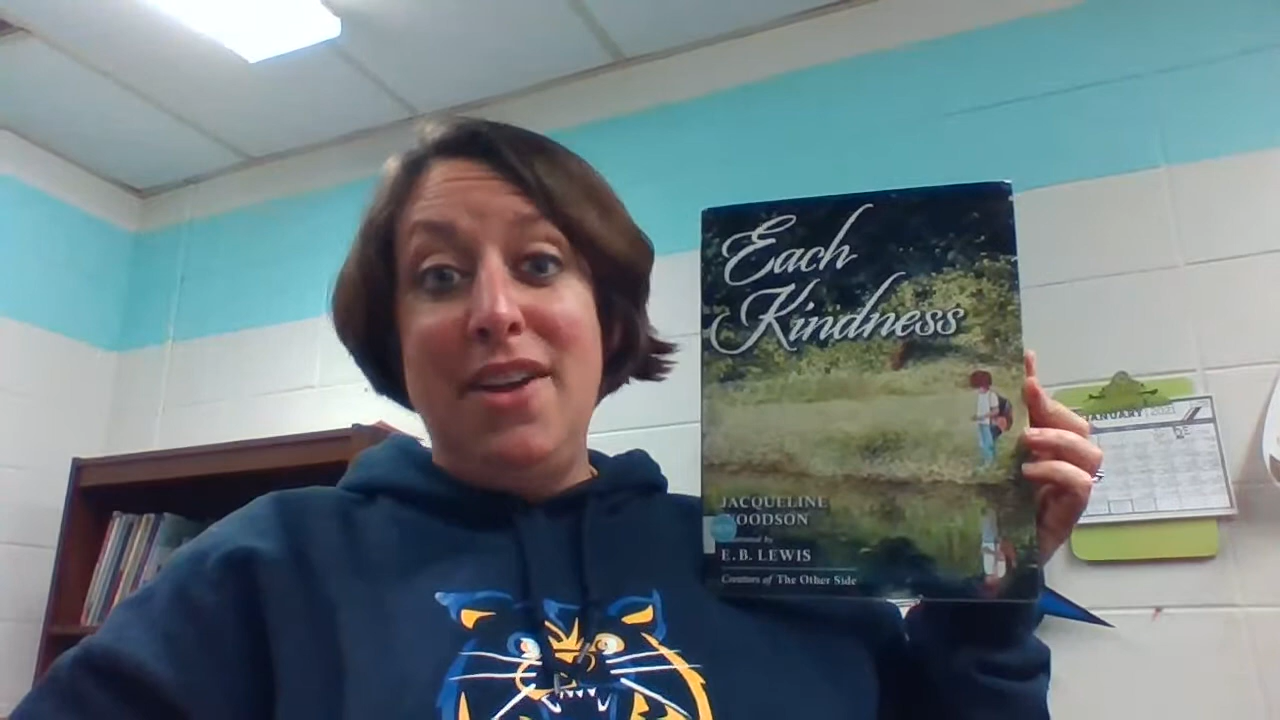 Each
Kindness
JACQUELINE
WOODSON
E. B. LEWIS
Creators of The Other Side
JANUARY 2021